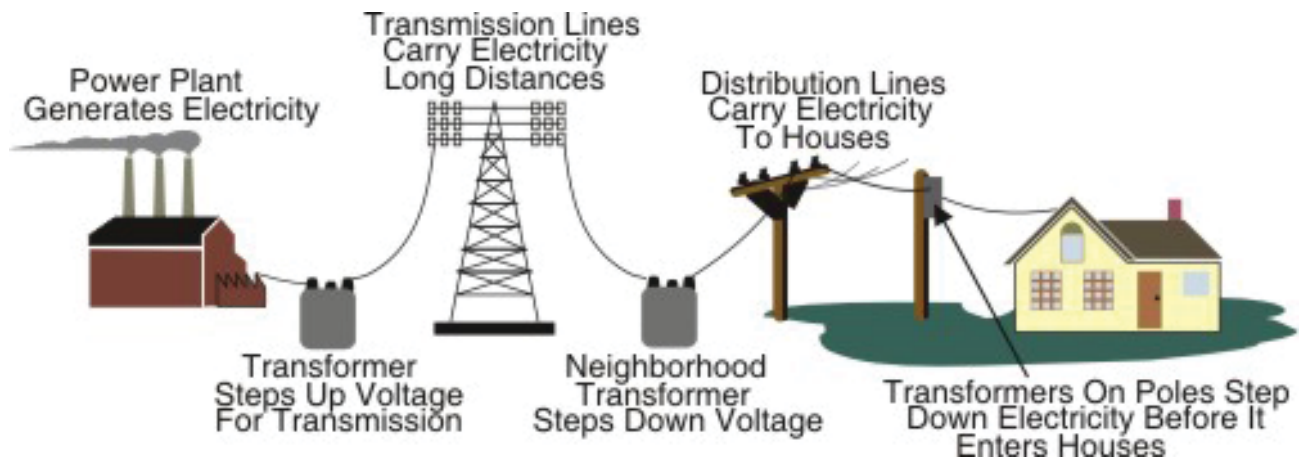 Power Plant
Generates Electricity
Transmission Lines
Carry Electricity
Long Distances
Distribution Lines
Carry Electricity
To Houses
Transformer
Steps Up Voltage
For Transmission
Neighborhood
Transformer
Steps Down Voltage
Transformers On Poles Step
Down Electricity Before It
Enters Houses